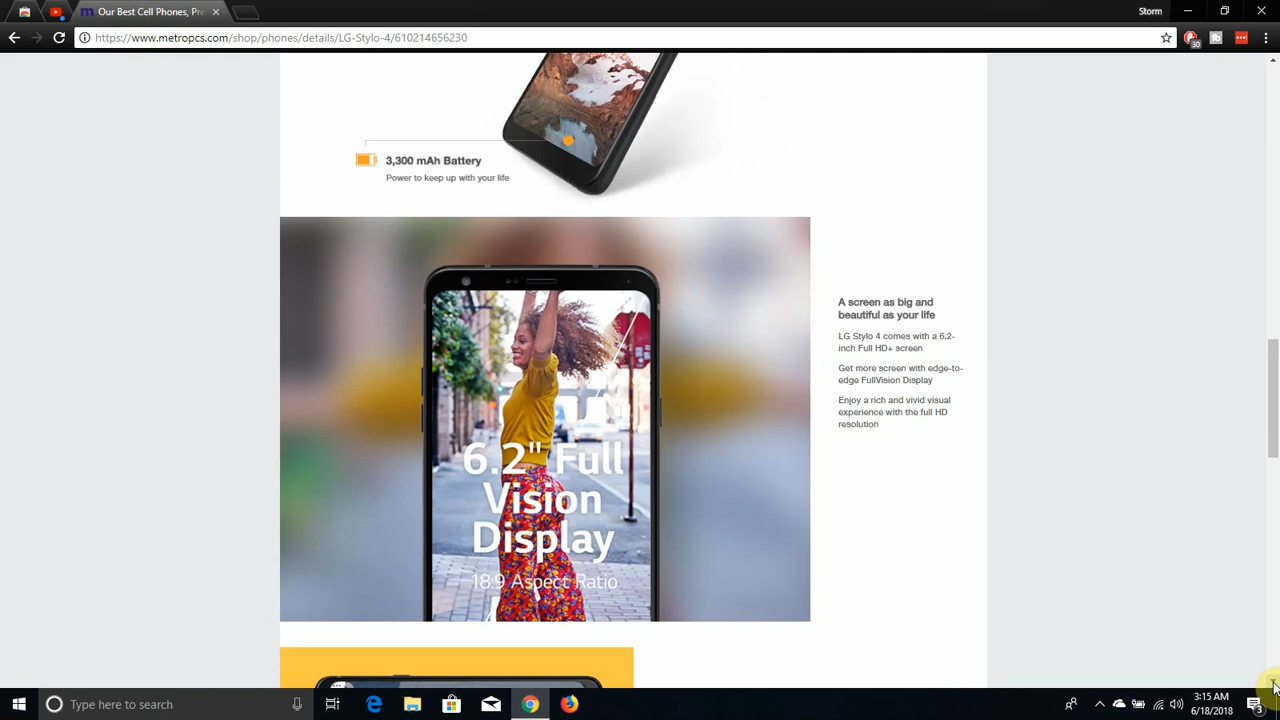 Our Best Cell Phones, Pre
Storm
https://www.metropcs.com/shop/phones/details/LG-Stylo-4/610214656230
30
3,300 mAh Battery
Power to keep up with your life
A screen as big and
beautiful as your life
LG Stylo 4 comes with a 6.2-
inch Full HD+ screen
Get more screen with edge-to-
edge FullVision Display
Enjoy a rich and vivid visual
experience with the full HD
resolution
6.2" Full
Vision
Display
18:9 Aspect Ratio
Type here to search
3:15 AM
6/18/2018
3